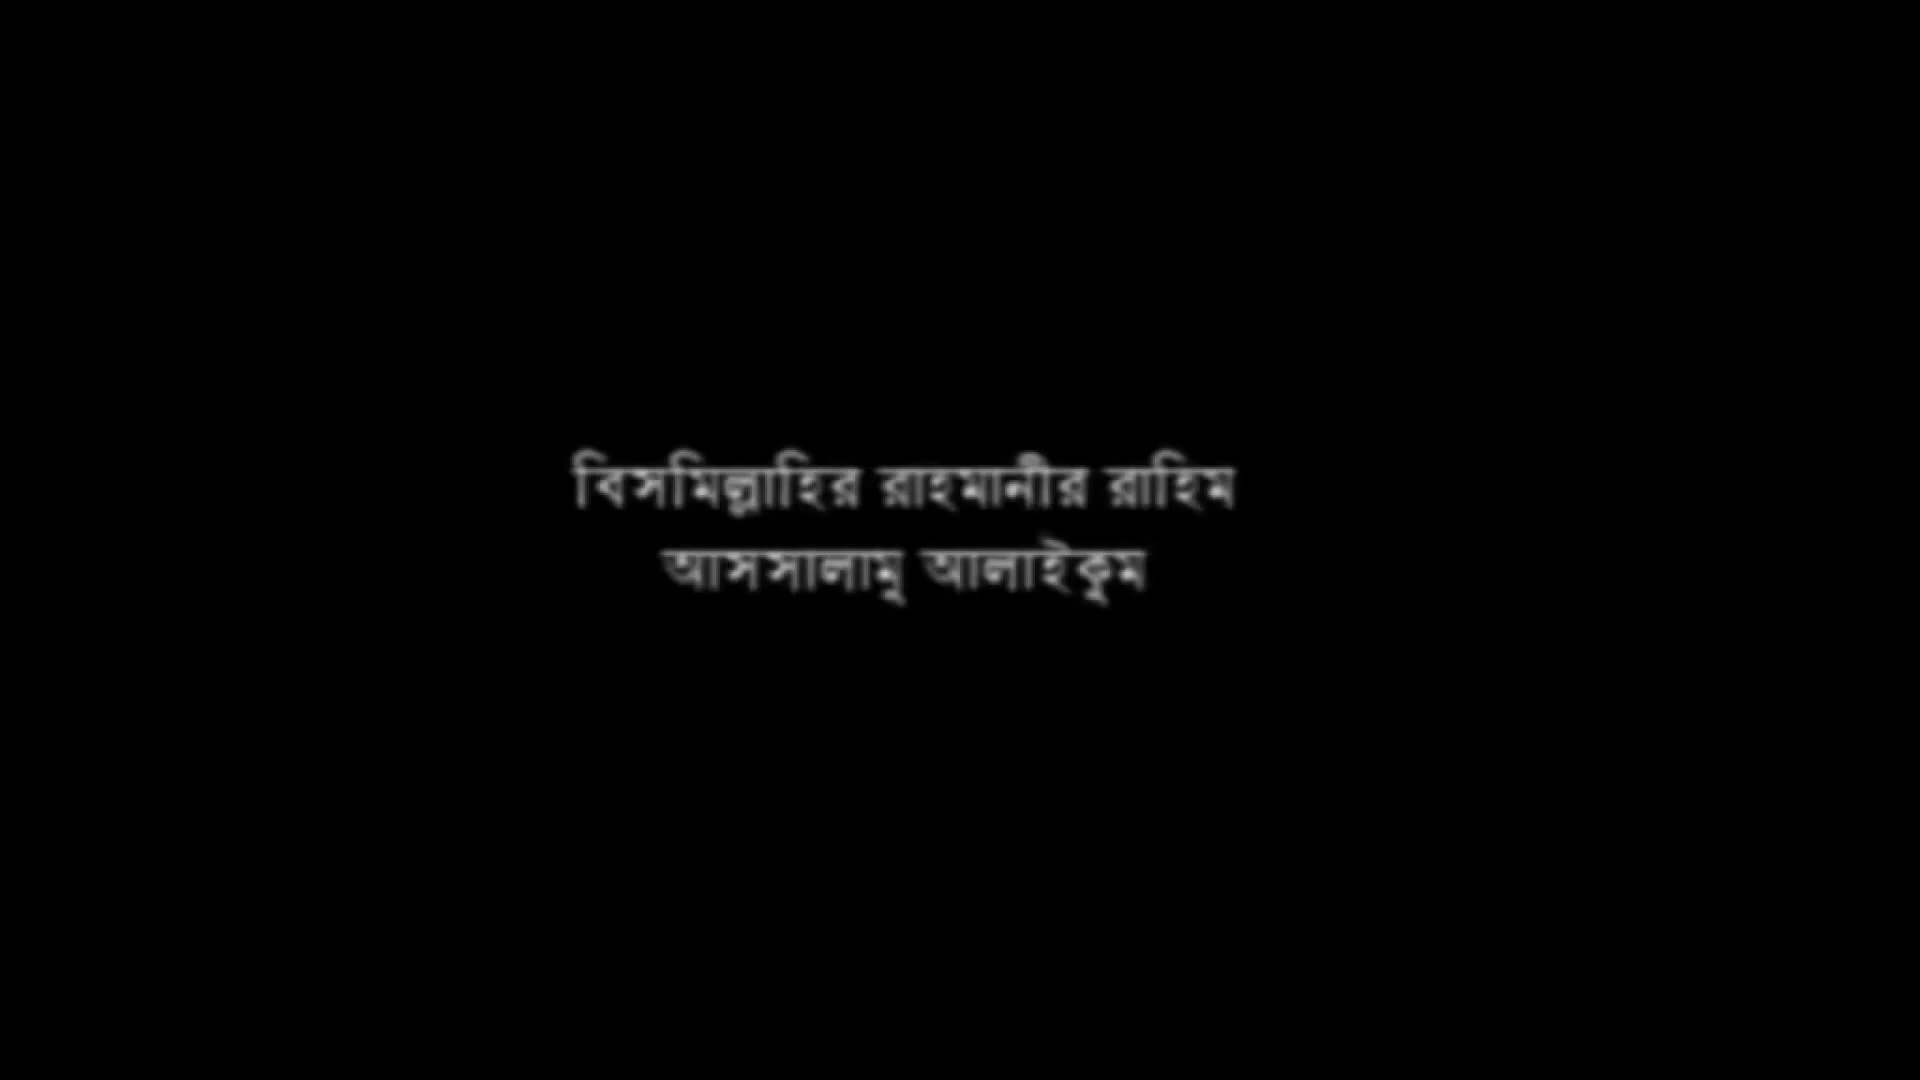 বিসমিল্লাহির রাহমানীর রাহিম
আসসালামু আলাইকুম